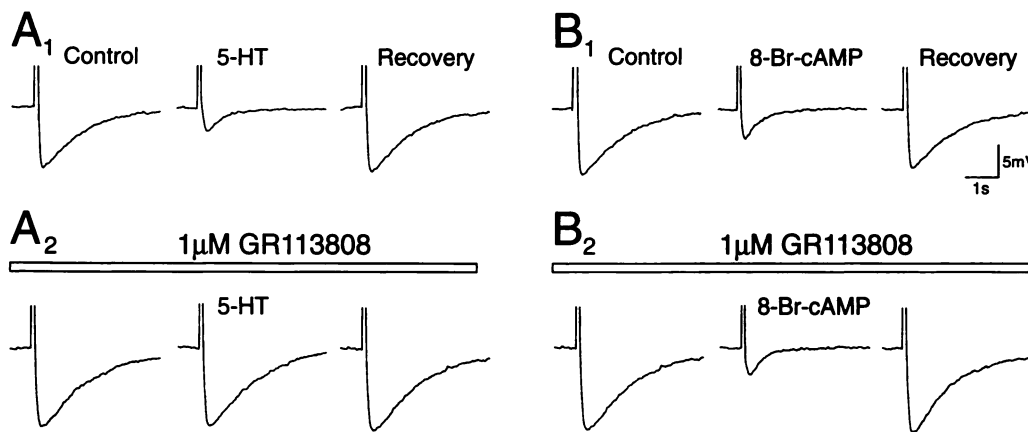 A1
Control
5-HT
Recovery
B1
Control
8-Br-cAMP
Recovery
5mV
1s
A2
1µM GR113808
5-HT
B2
1µM GR113808
8-Br-cAMP